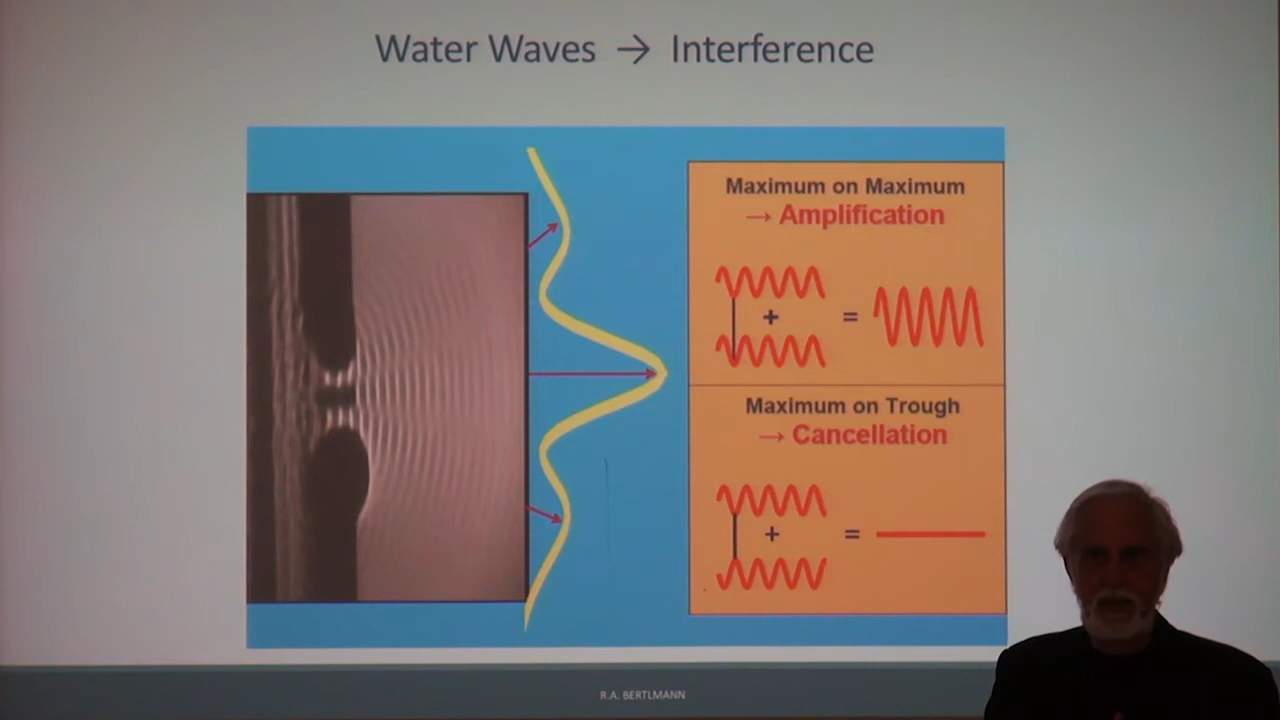 Water Waves → Interference
Maximum on Maximum
→ Amplification
+
=
Maximum on Trough
→ Cancellation
+
=
R.A. BERTLMANN